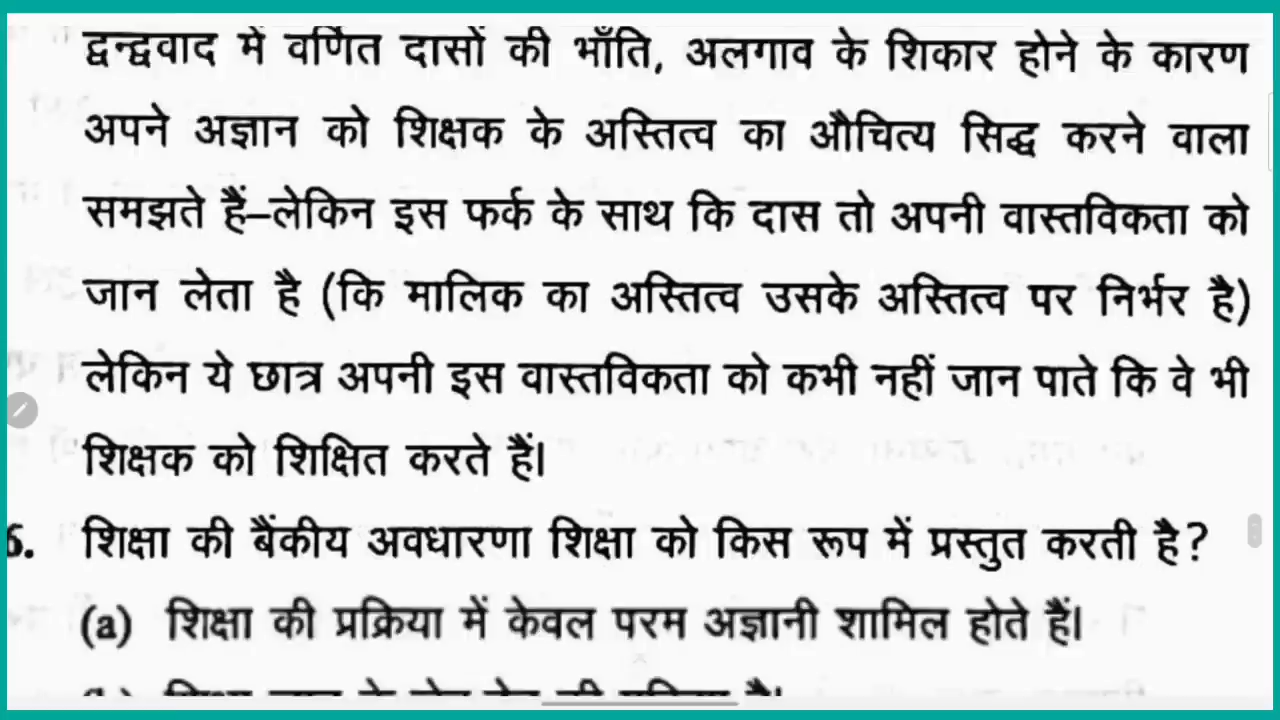 द्वन्द्ववाद में वर्णित दासों की भाँति, अलगाव के शिकार होने के कारण
अपने अज्ञान को शिक्षक के अस्तित्व का औचित्य सिद्ध करने वाला
समझते हैं–लेकिन इस फर्क के साथ कि दास तो अपनी वास्तविकता को
जान लेता है (कि मालिक का अस्तित्व उसके अस्तित्व पर निर्भर है)
लेकिन ये छात्र अपनी इस वास्तविकता को कभी नहीं जान पाते कि वे भी
शिक्षक को शिक्षित करते हैं।
6. शिक्षा की बैंकीय अवधारणा शिक्षा को किस रूप में प्रस्तुत करती है?
(a) शिक्षा की प्रक्रिया में केवल परम अज्ञानी शामिल होते हैं।